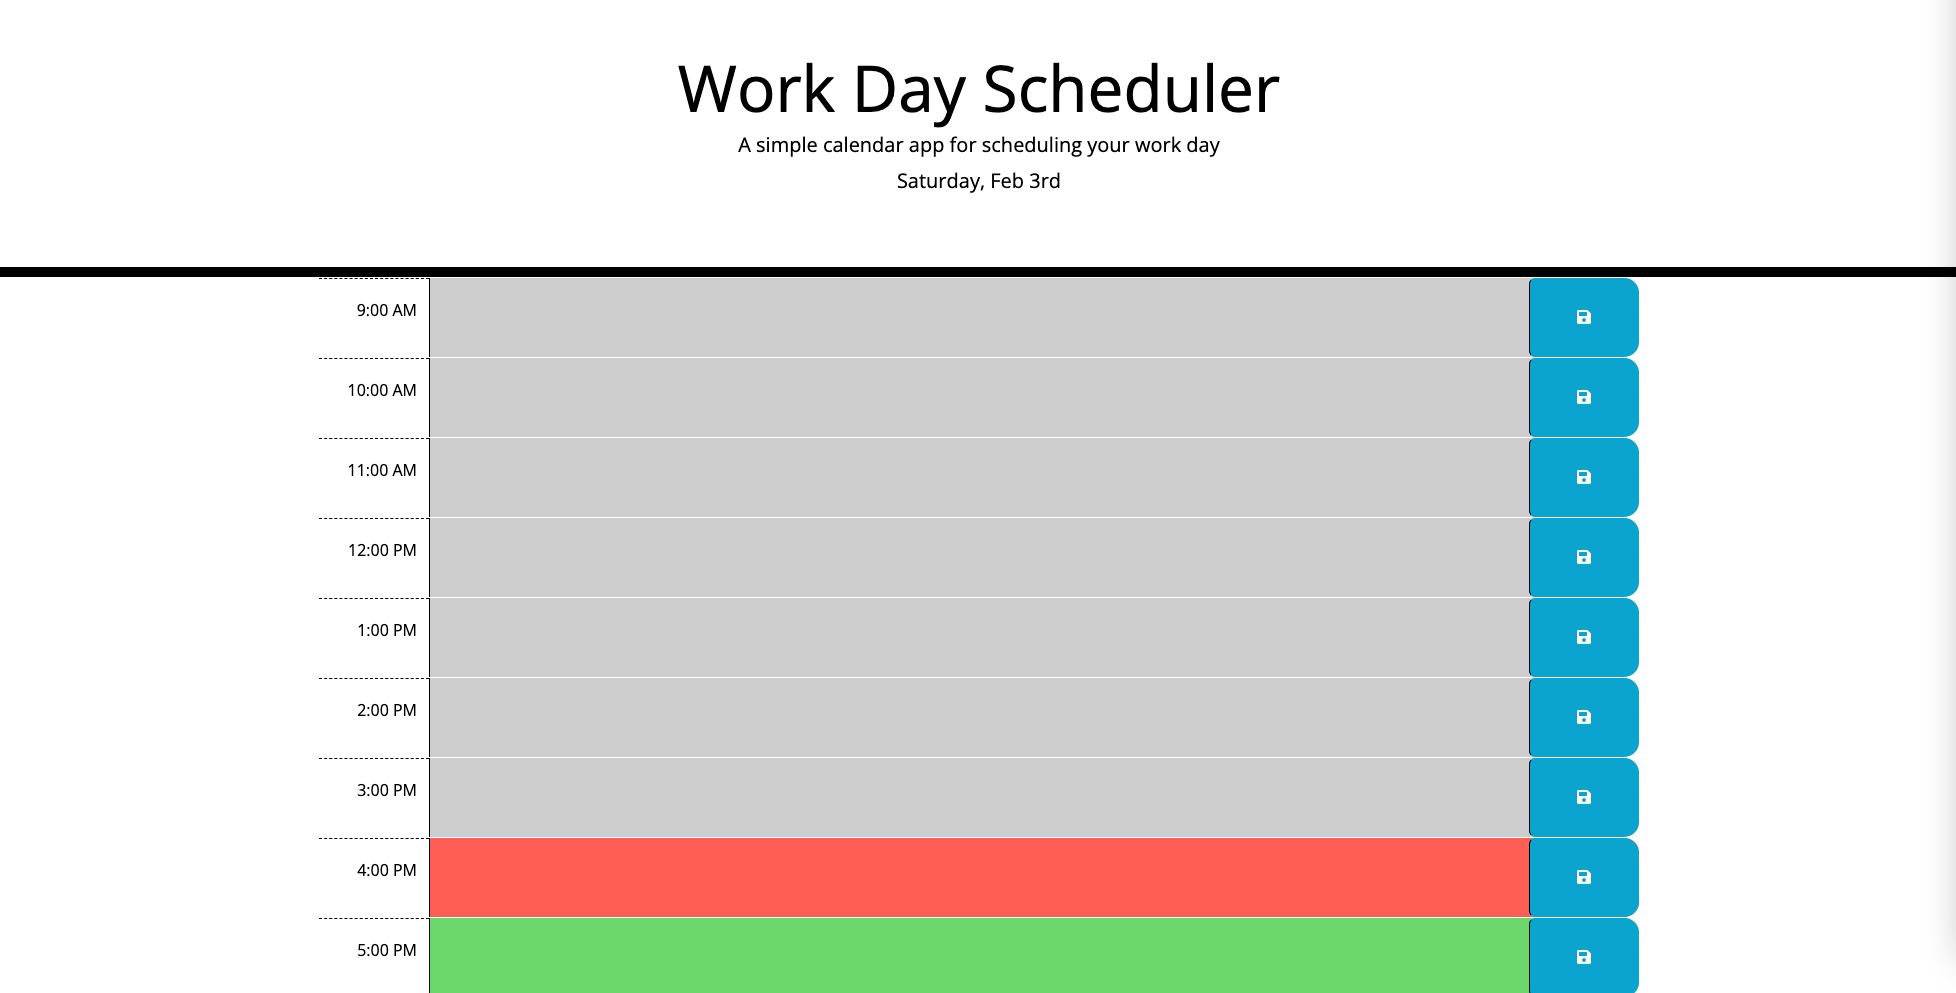 Work Day Scheduler
A simple calendar app for scheduling your work day
Saturday, Feb 3rd
9:00 AM
10:00 AM
11:00 AM
12:00 PM
1:00 PM
2:00 PM
3:00 PM
4:00 PM
5:00 PM